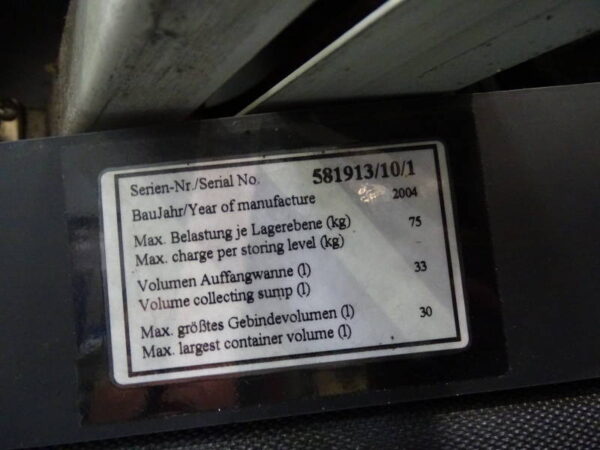 Serien-Nr./Serial No. 581913/10/1
BauJahr/Year of manufacture 2004
Max. Belastung je Lagerebene (kg) 75
Max. charge per storing level (kg)
Volumen Auffangwanne (l) 33
Volume collecting sump (l)
Max. größtes Gebindevolumen (l) 30
Max. largest container volume (l)